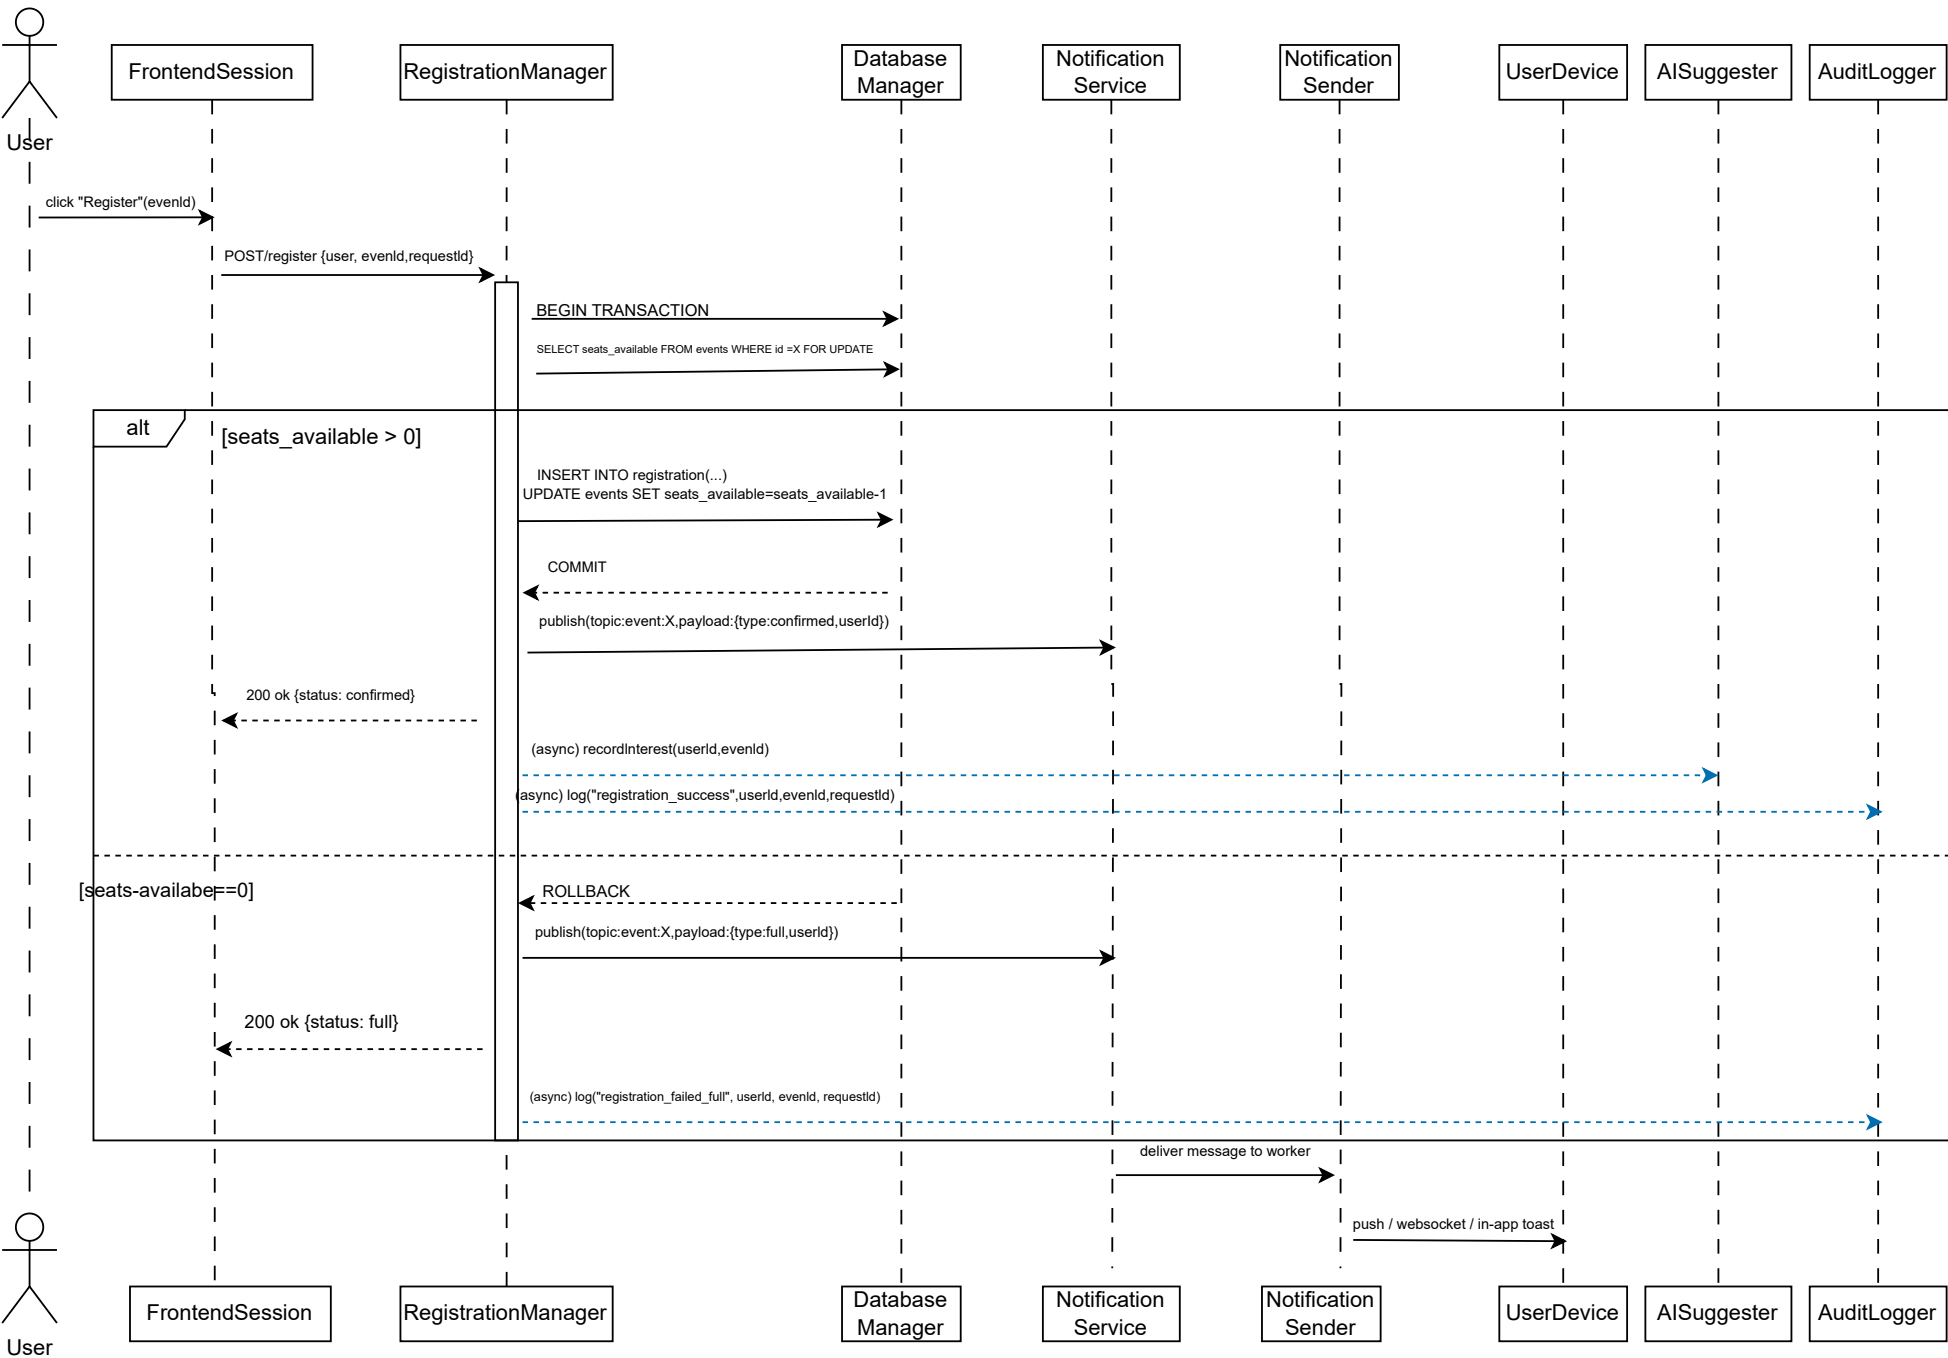 User
FrontendSession
RegistrationManager
Database
Manager
Notification
Service
Notification
Sender
UserDevice
AISuggester
AuditLogger
click "Register"(evenId)
POST/register {user, evenId,requestId}
BEGIN TRANSACTION
SELECT seats_available FROM events WHERE id =X FOR UPDATE
alt
[seats_available > 0]
INSERT INTO registration(...)
UPDATE events SET seats_available=seats_available-1
COMMIT
publish(topic:event:X,payload:{type:confirmed,userId})
200 ok {status: confirmed}
(async) recordInterest(userId,evenId)
(async) log("registration_success",userId,evenId,requestId)
[seats-availabe==0]
ROLLBACK
publish(topic:event:X,payload:{type:full,userId})
200 ok {status: full}
(async) log("registration_failed_full", userId, evenId, requestId)
deliver message to worker
push / websocket / in-app toast
User
FrontendSession
RegistrationManager
Database
Manager
Notification
Service
Notification
Sender
UserDevice
AISuggester
AuditLogger